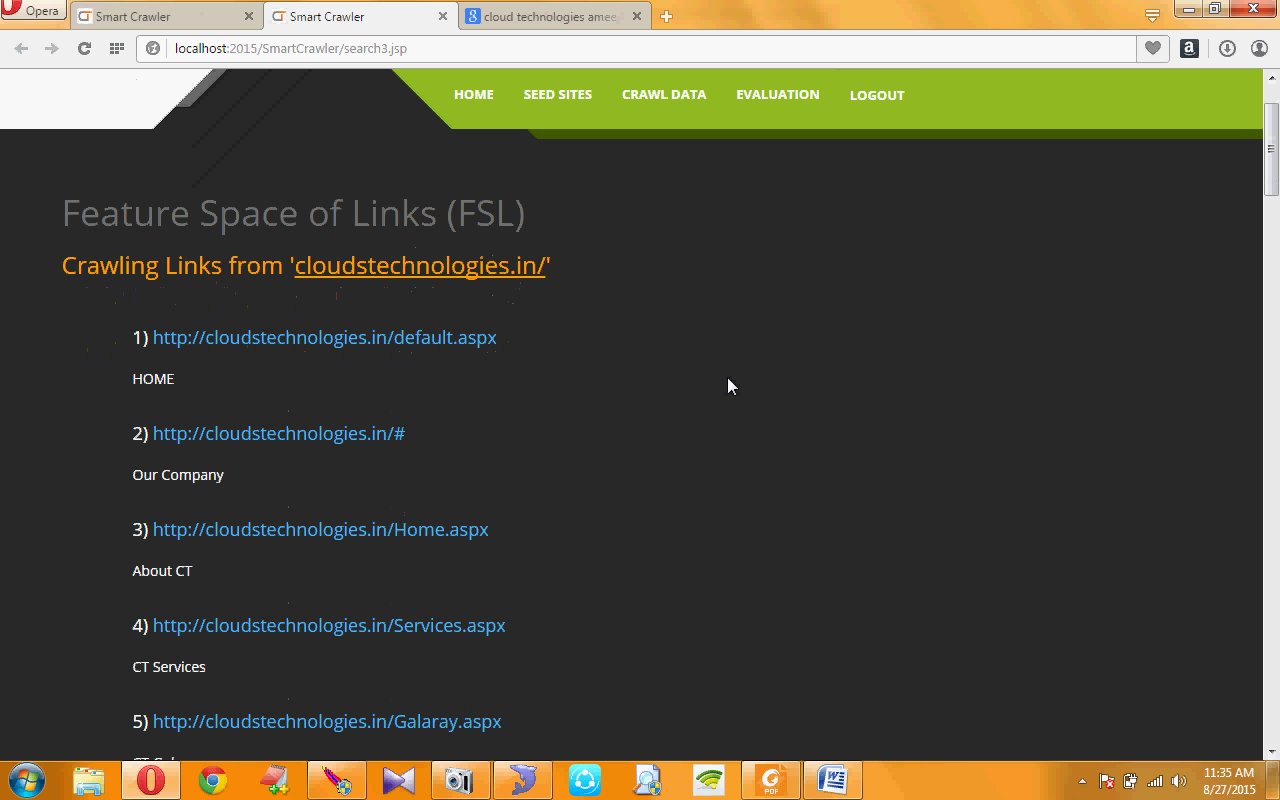 Opera
Smart Crawler
Smart Crawler
cloud technologies amee
localhost:2015/SmartCrawler/search3.jsp
HOME
SEED SITES
CRAWL DATA
EVALUATION
LOGOUT
Feature Space of Links (FSL)
Crawling Links from 'cloudstechnologies.in/'
1) http://cloudstechnologies.in/default.aspx
HOME
2) http://cloudstechnologies.in/#
Our Company
3) http://cloudstechnologies.in/Home.aspx
About CT
4) http://cloudstechnologies.in/Services.aspx
CT Services
5) http://cloudstechnologies.in/Galaray.aspx
PDF
11:35 AM
8/27/2015